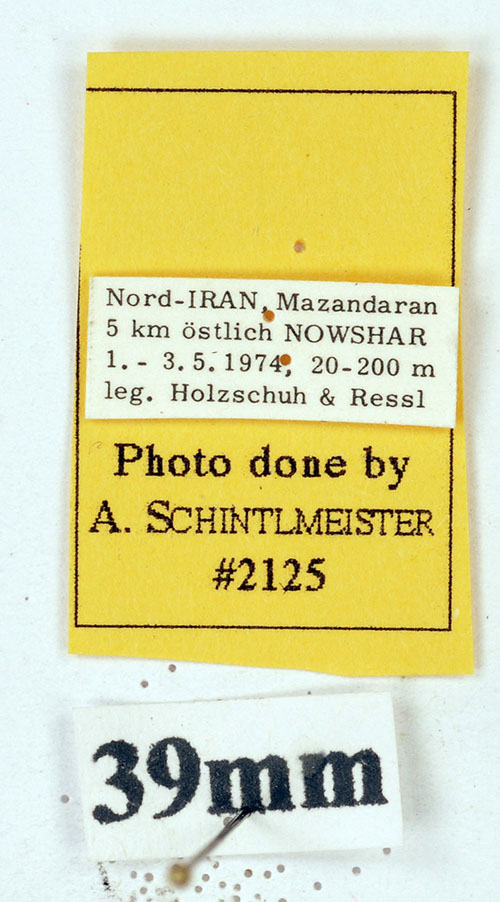 Nord-IRAN, Mazandaran
5 km östlich NOWSHAR
1.- 3.5.1974, 20-200 m
leg. Holzschuh & Ressl
Photo done by
A. SCHINTLMEISTER
#2125
39mm